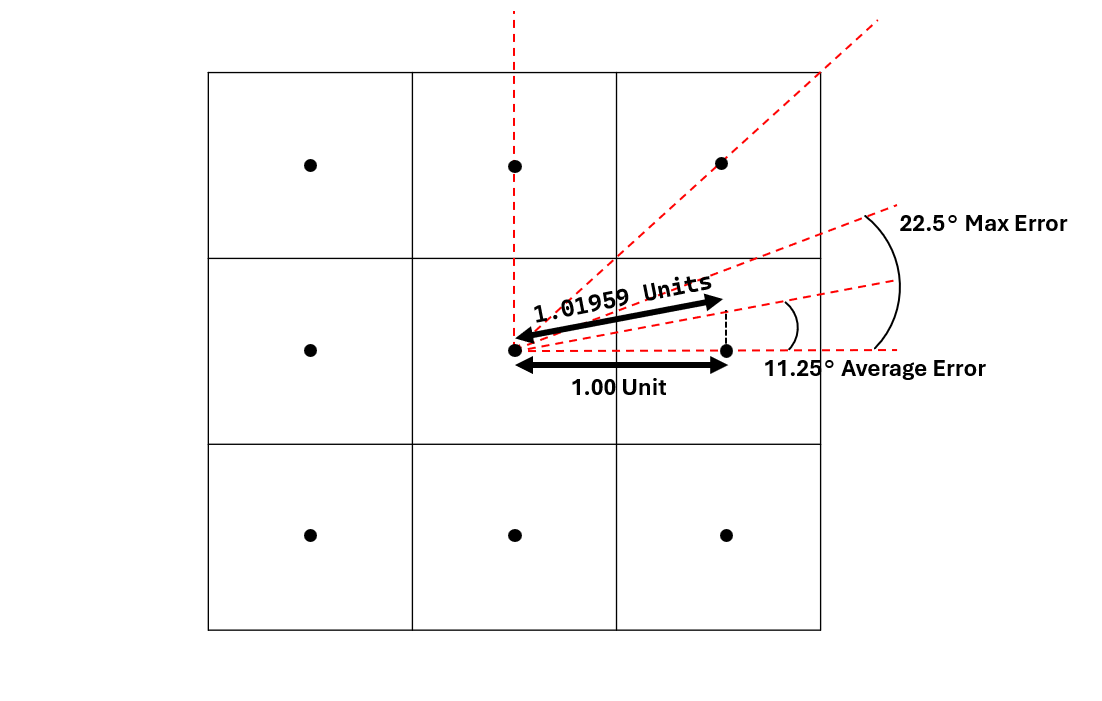 22.5° Max Error
1.01959 Units
11.25° Average Error
1.00 Unit